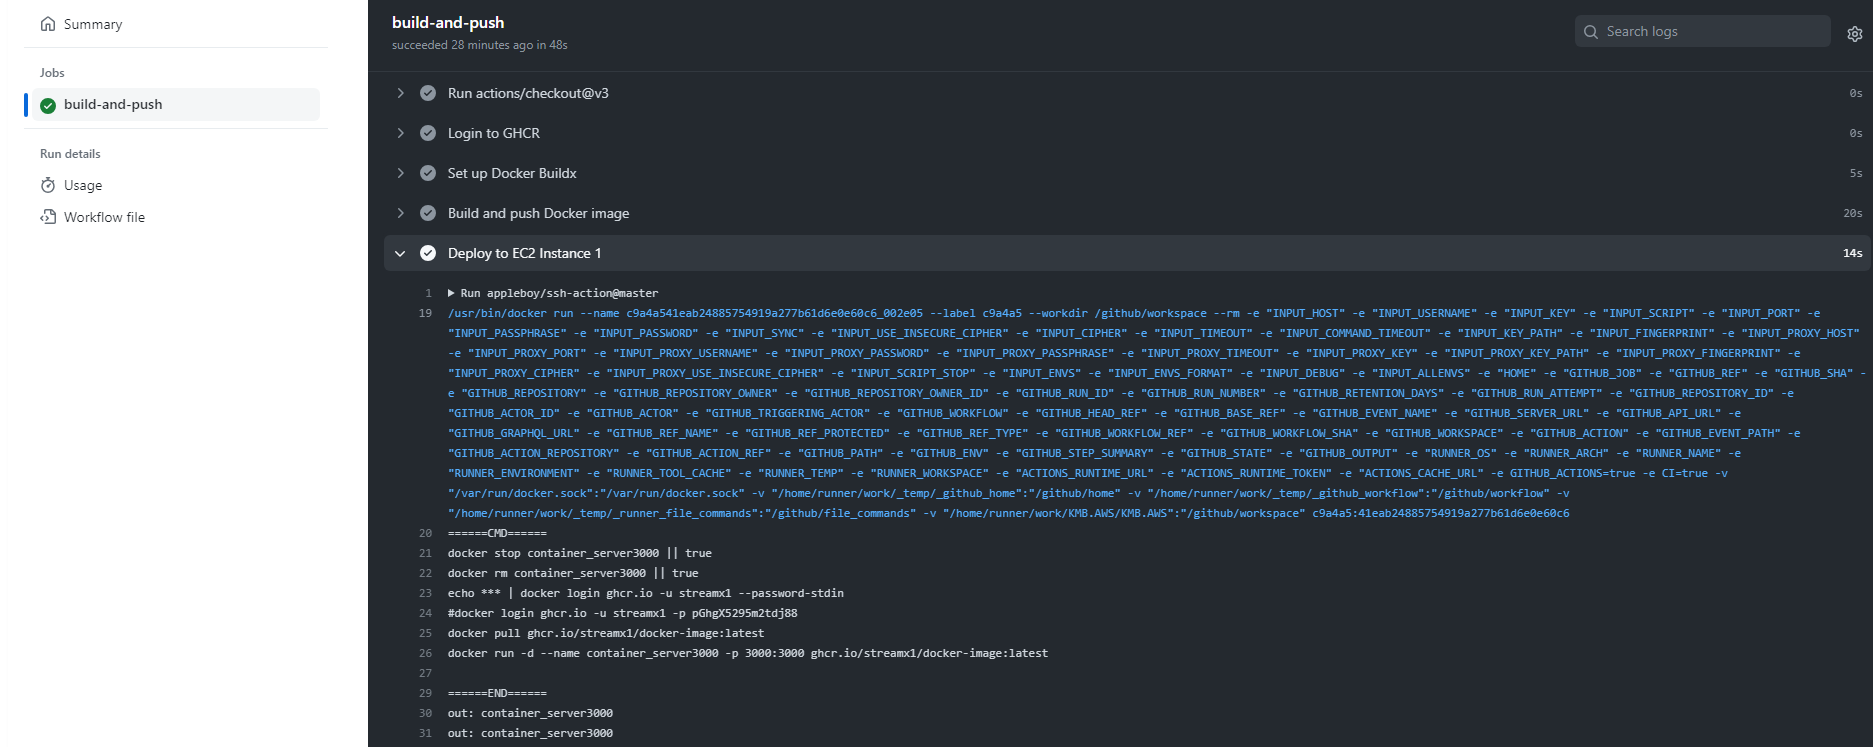 Summary
Jobs
build-and-push
Run details
Usage
Workflow file
build-and-push
succeeded 28 minutes ago in 48s
Search logs
Run actions/checkout@v3 0s
Login to GHCR 0s
Set up Docker Buildx 5s
Build and push Docker image 20s
Deploy to EC2 Instance 1 14s
1 ▶ Run appleboy/ssh-action@master
19 /usr/bin/docker run --name c9a4a541eab24885754919a277b61d6e0e60c6_002e05 --label c9a4a5 --workdir /github/workspace --rm -e "INPUT_HOST" -e "INPUT_USERNAME" -e "INPUT_KEY" -e "INPUT_SCRIPT" -e "INPUT_PORT" -e
"INPUT_PASSPHRASE" -e "INPUT_PASSWORD" -e "INPUT_SYNC" -e "INPUT_USE_INSECURE_CIPHER" -e "INPUT_CIPHER" -e "INPUT_TIMEOUT" -e "INPUT_COMMAND_TIMEOUT" -e "INPUT_KEY_PATH" -e "INPUT_FINGERPRINT" -e "INPUT_PROXY_HOST"
-e "INPUT_PROXY_PORT" -e "INPUT_PROXY_USERNAME" -e "INPUT_PROXY_PASSWORD" -e "INPUT_PROXY_PASSPHRASE" -e "INPUT_PROXY_TIMEOUT" -e "INPUT_PROXY_KEY" -e "INPUT_PROXY_KEY_PATH" -e "INPUT_PROXY_FINGERPRINT" -e
"INPUT_PROXY_CIPHER" -e "INPUT_PROXY_USE_INSECURE_CIPHER" -e "INPUT_SCRIPT_STOP" -e "INPUT_ENVS" -e "INPUT_ENVS_FORMAT" -e "INPUT_DEBUG" -e "INPUT_ALLENVS" -e "HOME" -e "GITHUB_JOB" -e "GITHUB_REF" -e "GITHUB_SHA" -
e "GITHUB_REPOSITORY" -e "GITHUB_REPOSITORY_OWNER" -e "GITHUB_REPOSITORY_OWNER_ID" -e "GITHUB_RUN_ID" -e "GITHUB_RUN_NUMBER" -e "GITHUB_RETENTION_DAYS" -e "GITHUB_RUN_ATTEMPT" -e "GITHUB_REPOSITORY_ID" -e
"GITHUB_ACTOR_ID" -e "GITHUB_ACTOR" -e "GITHUB_TRIGGERING_ACTOR" -e "GITHUB_WORKFLOW" -e "GITHUB_HEAD_REF" -e "GITHUB_BASE_REF" -e "GITHUB_EVENT_NAME" -e "GITHUB_SERVER_URL" -e "GITHUB_API_URL" -e
"GITHUB_GRAPHQL_URL" -e "GITHUB_REF_NAME" -e "GITHUB_REF_PROTECTED" -e "GITHUB_REF_TYPE" -e "GITHUB_WORKFLOW_REF" -e "GITHUB_WORKFLOW_SHA" -e "GITHUB_WORKSPACE" -e "GITHUB_ACTION" -e "GITHUB_EVENT_PATH" -e
"GITHUB_ACTION_REPOSITORY" -e "GITHUB_ACTION_REF" -e "GITHUB_PATH" -e "GITHUB_ENV" -e "GITHUB_STEP_SUMMARY" -e "GITHUB_STATE" -e "GITHUB_OUTPUT" -e "RUNNER_OS" -e "RUNNER_ARCH" -e "RUNNER_NAME" -e
"RUNNER_ENVIRONMENT" -e "RUNNER_TOOL_CACHE" -e "RUNNER_TEMP" -e "RUNNER_WORKSPACE" -e "ACTIONS_RUNTIME_URL" -e "ACTIONS_RUNTIME_TOKEN" -e "ACTIONS_CACHE_URL" -e GITHUB_ACTIONS=true -e CI=true -v
"/var/run/docker.sock":"/var/run/docker.sock" -v "/home/runner/work/_temp/_github_home":"/github/home" -v "/home/runner/work/_temp/_github_workflow":"/github/workflow" -v
"/home/runner/work/_temp/_runner_file_commands":"/github/file_commands" -v "/home/runner/work/KMB.AWS/KMB.AWS":"/github/workspace" c9a4a5:41eab24885754919a277b61d6e0e60c6
20 ======CMD======
21 docker stop container_server3000 || true
22 docker rm container_server3000 || true
23 echo *** | docker login ghcr.io -u streamx1 --password-stdin
24 #docker login ghcr.io -u streamx1 -p pGhgX5295m2tdj88
25 docker pull ghcr.io/streamx1/docker-image:latest
26 docker run -d --name container_server3000 -p 3000:3000 ghcr.io/streamx1/docker-image:latest
27
29 ======END======
30 out: container_server3000
31 out: container_server3000